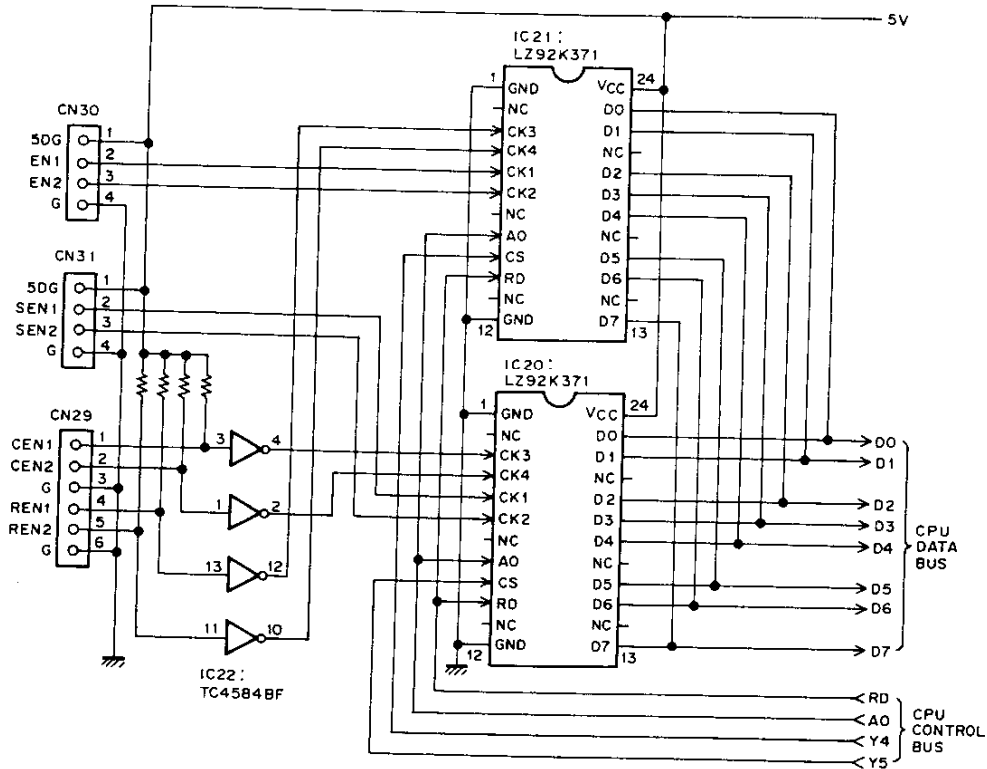 5V
IC21:
LZ92K371
1 GND VCC 24
NC D0
CK3 D1
CK4 NC
CK1 D2
CK2 D3
NC D4
A0 NC
CS D5
RD D6
NC NC
12 GND D7 13
CN30
5DG 1
EN1 2
EN2 3
G 4
CN31
5DG 1
SEN1 2
SEN2 3
G 4
CN29
CEN1 1
CEN2 2
G 3
REN1 4
REN2 5
G 6
3 4
1 2
13 12
11 10
IC22:
TC4584BF
IC20:
LZ92K371
1 GND VCC 24
NC D0
CK3 D1
CK4 NC
CK1 D2
CK2 D3
NC D4
A0 NC
CS D5
RD D6
NC NC
12 GND D7 13
D0
D1
D2
D3
D4
D5
D6
D7
CPU
DATA
BUS
RD
A0
Y4
Y5
CPU
CONTROL
BUS